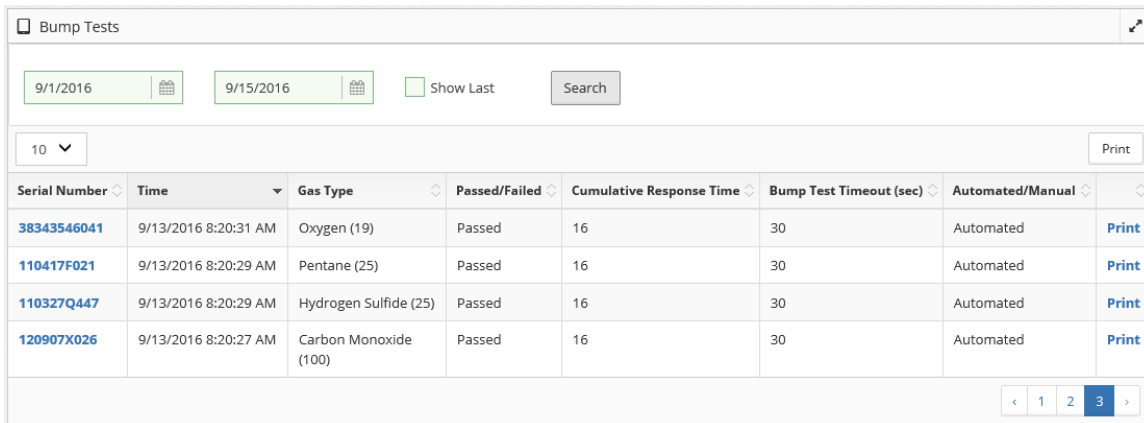 Bump Tests
9/1/2016 9/15/2016 Show Last Search
10 Print
Serial Number Time Gas Type Passed/Failed Cumulative Response Time Bump Test Timeout (sec) Automated/Manual
38343546041 9/13/2016 8:20:31 AM Oxygen (19) Passed 16 30 Automated Print
110417F021 9/13/2016 8:20:29 AM Pentane (25) Passed 16 30 Automated Print
110327Q447 9/13/2016 8:20:29 AM Hydrogen Sulfide (25) Passed 16 30 Automated Print
120907X026 9/13/2016 8:20:27 AM Carbon Monoxide Passed 16 30 Automated Print
(100)
‹ 1 2 3 ›